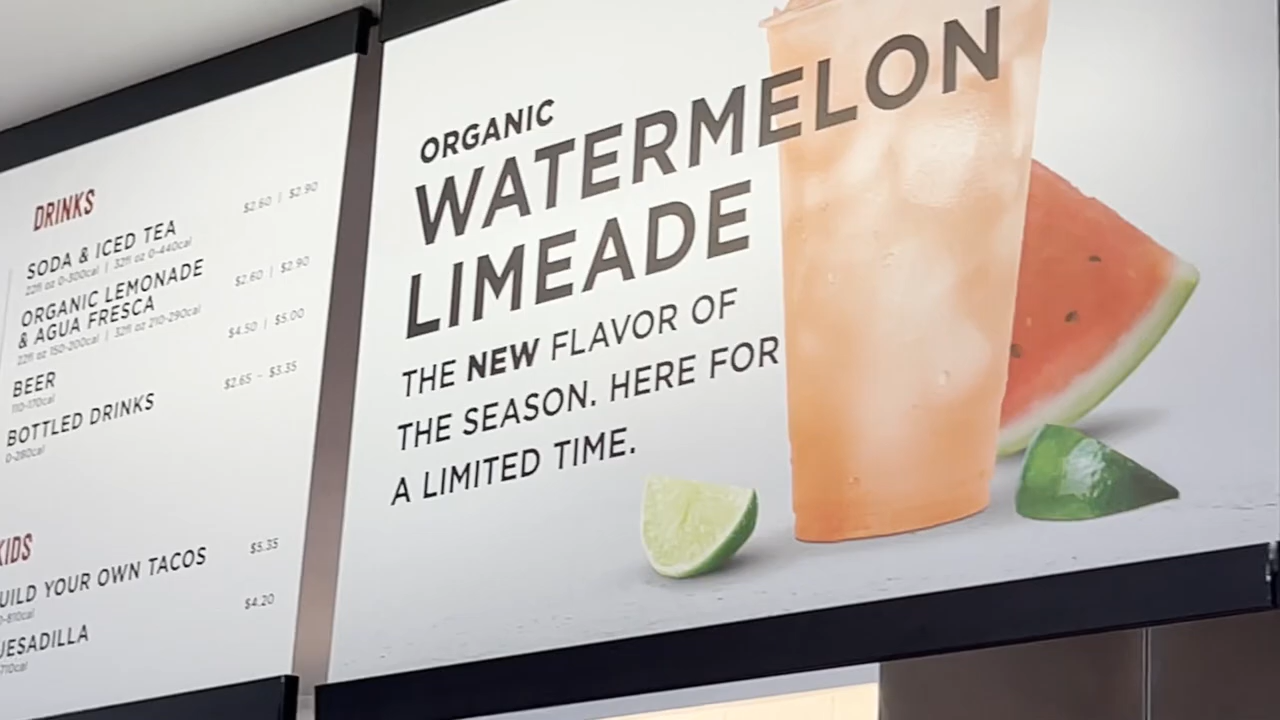 DRINKS
SODA & ICED TEA $2.60 | $2.90
22fl oz 0-300cal | 32fl oz 0-440cal
ORGANIC LEMONADE $2.60 | $2.90
& AGUA FRESCA
22fl oz 150-200cal | 32fl oz 210-290cal
BEER $4.50 | $5.00
110-170cal
BOTTLED DRINKS $2.65 – $3.35
0-280cal
KIDS
UILD YOUR OWN TACOS $5.35
UESADILLA $4.20
710cal
ORGANIC
WATERMELON
LIMEADE
THE NEW FLAVOR OF
THE SEASON. HERE FOR
A LIMITED TIME.